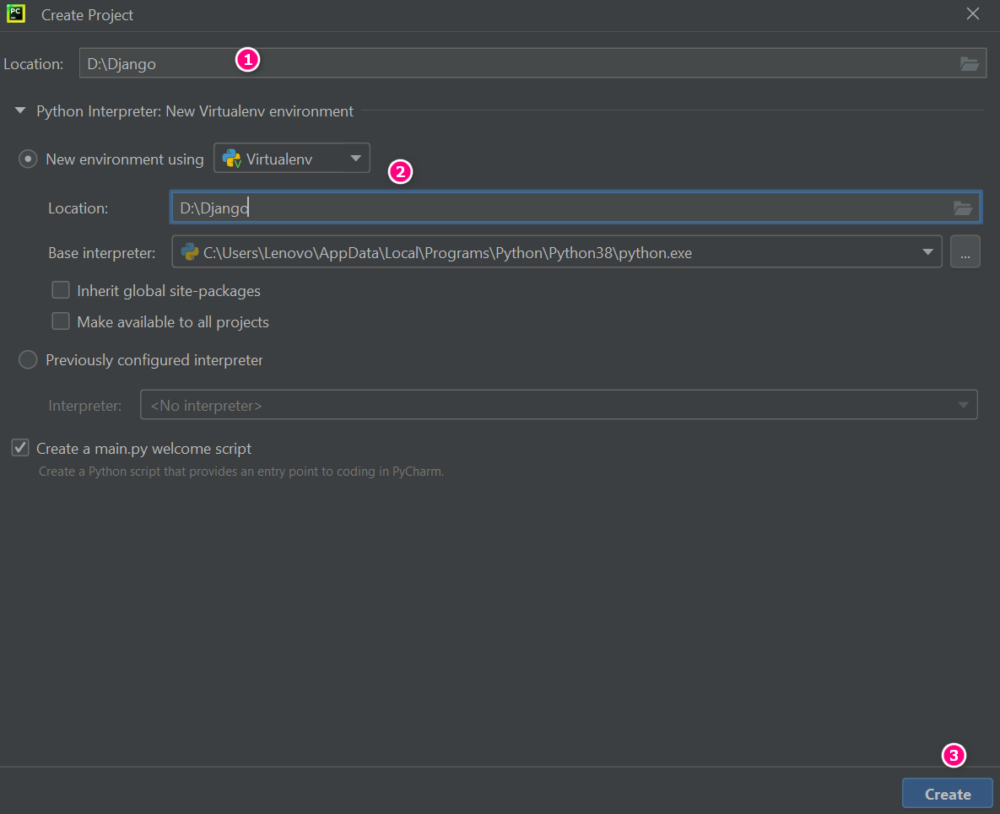 PC Create Project
Location: D:\Django 1
Python Interpreter: New Virtualenv environment
New environment using Virtualenv 2
Location: D:\Django
Base interpreter: C:\Users\Lenovo\AppData\Local\Programs\Python\Python38\python.exe ...
Inherit global site-packages
Make available to all projects
Previously configured interpreter
Interpreter: <No interpreter>
Create a main.py welcome script
Create a Python script that provides an entry point to coding in PyCharm.
3
Create